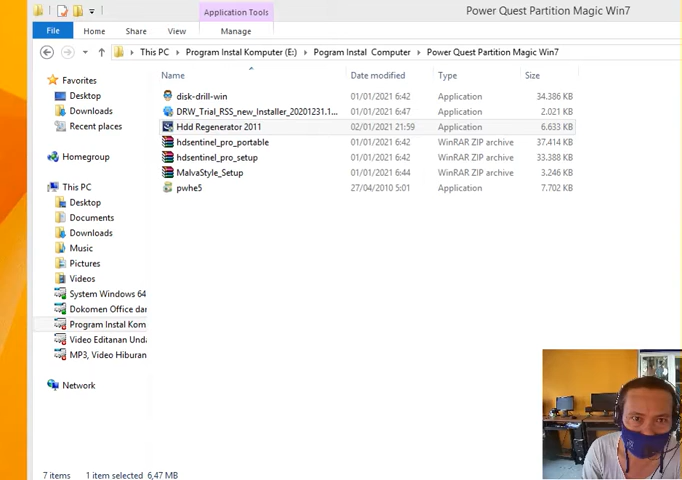 Application Tools
Power Quest Partition Magic Win7
File Home Share View Manage
This PC Program Instal Komputer (E:) Pogram Instal Computer Power Quest Partition Magic Win7
Name Date modified Type Size
Favorites
Desktop
Downloads
Recent places
Homegroup
This PC
Desktop
Documents
Downloads
Music
Pictures
Videos
System Windows 64
Dokomen Office dar
Program Instal Kom
Video Editanan Unda
MP3, Video Hiburan
Network
disk-drill-win 01/01/2021 6:42 Application 34.386 KB
DRW_Trial_RSS_new_Installer_20201231.1... 01/01/2021 6:47 Application 2.021 KB
Hdd Regenerator 2011 02/01/2021 21:59 Application 6.633 KB
hdsentinel_pro_portable 01/01/2021 6:42 WinRAR ZIP archive 37.414 KB
hdsentinel_pro_setup 01/01/2021 6:42 WinRAR ZIP archive 33.388 KB
MalvaStyle_Setup 01/01/2021 6:44 WinRAR ZIP archive 3.246 KB
pwhe5 27/04/2010 5:01 Application 7.702 KB
7 items 1 item selected 6,47 MB